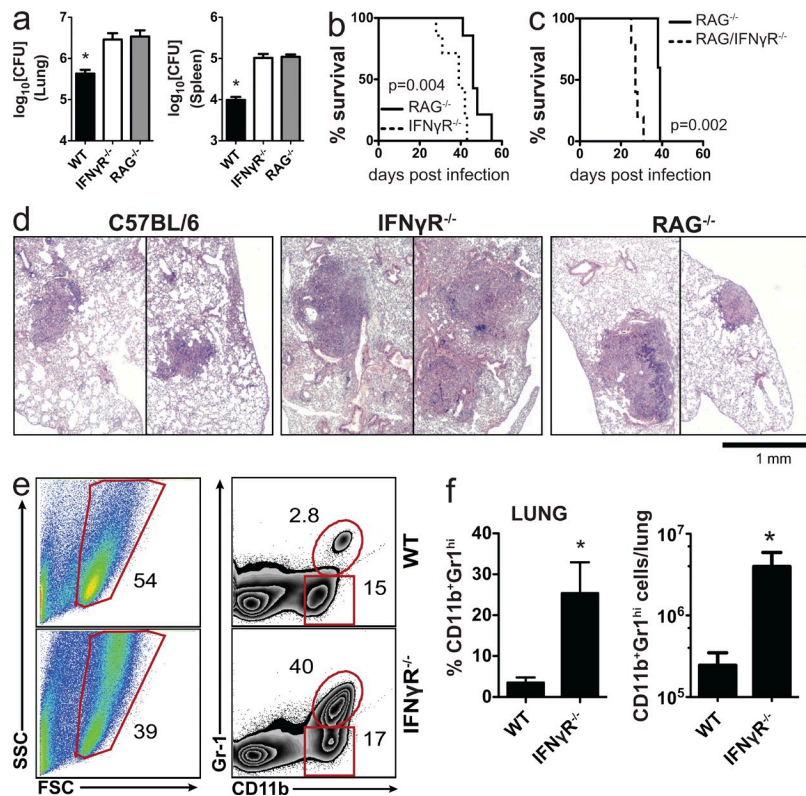 a
log10[CFU]
(Lung)
7
6
5
4
*
WT
IFNγR-/-
RAG-/-
log10[CFU]
(Spleen)
6
5
4
3
*
WT
IFNγR-/-
RAG-/-
b
% survival
100
50
0
p=0.004
RAG-/-
IFNγR-/-
0 20 40 60
days post infection
c
% survival
100
50
0
RAG-/-
RAG/IFNγR-/-
p=0.002
0 20 40 60
days post infection
d
C57BL/6
IFNγR-/-
RAG-/-
1 mm
e
SSC
FSC
54
39
Gr-1
CD11b
2.8
15
WT
40
17
IFNγR-/-
f
LUNG
% CD11b+Gr1hi
40
30
20
10
0
*
WT
IFNγR-/-
CD11b+Gr1hi cells/lung
107
106
105
*
WT
IFNγR-/-